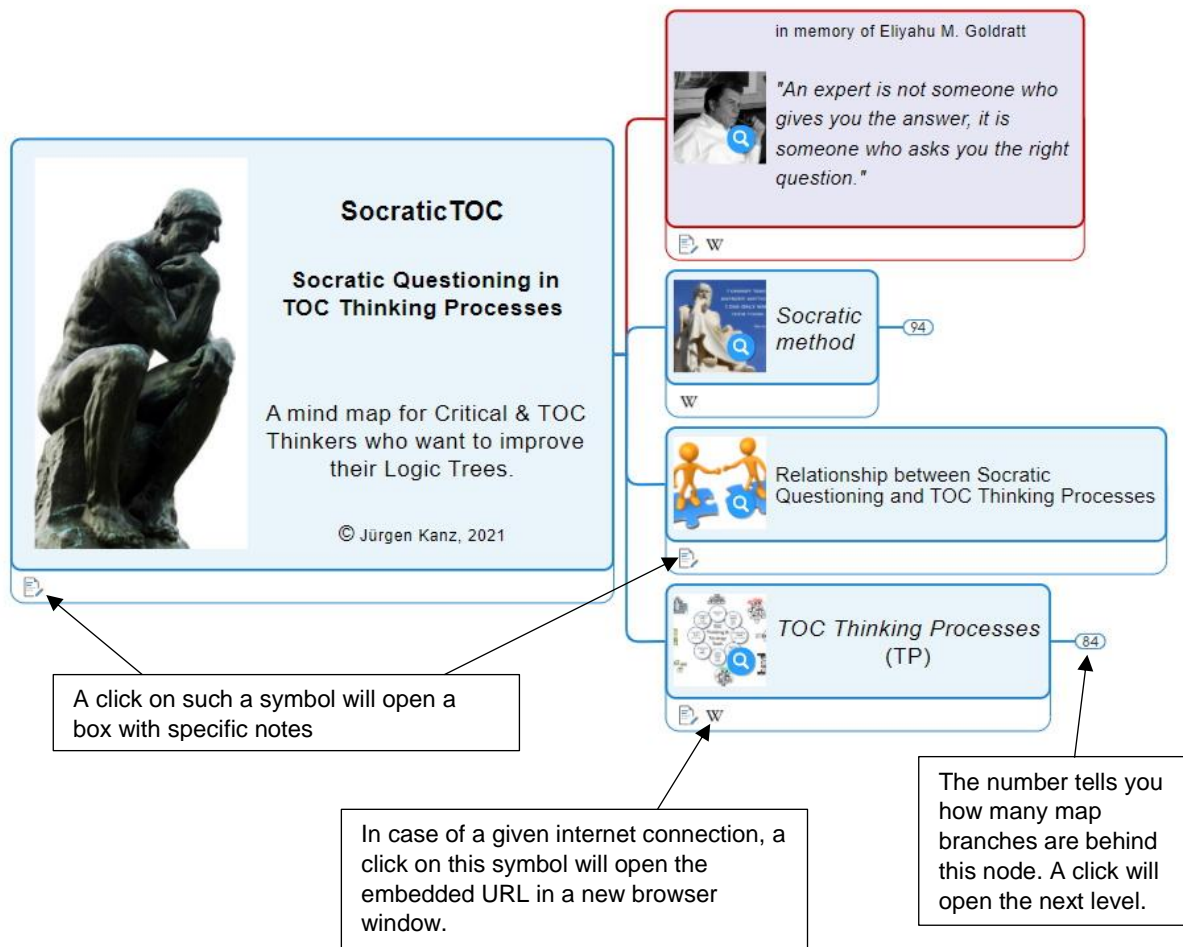 in memory of Eliyahu M. Goldratt
"An expert is not someone who
gives you the answer, it is
someone who asks you the right
question."
W
SocraticTOC
Socratic Questioning in
TOC Thinking Processes
A mind map for Critical & TOC
Thinkers who want to improve
their Logic Trees.
© Jürgen Kanz, 2021
Socratic
method
94
W
Relationship between Socratic
Questioning and TOC Thinking Processes
TOC Thinking Processes
(TP)
84
W
A click on such a symbol will open a
box with specific notes
In case of a given internet connection, a
click on this symbol will open the
embedded URL in a new browser
window.
The number tells you
how many map
branches are behind
this node. A click will
open the next level.